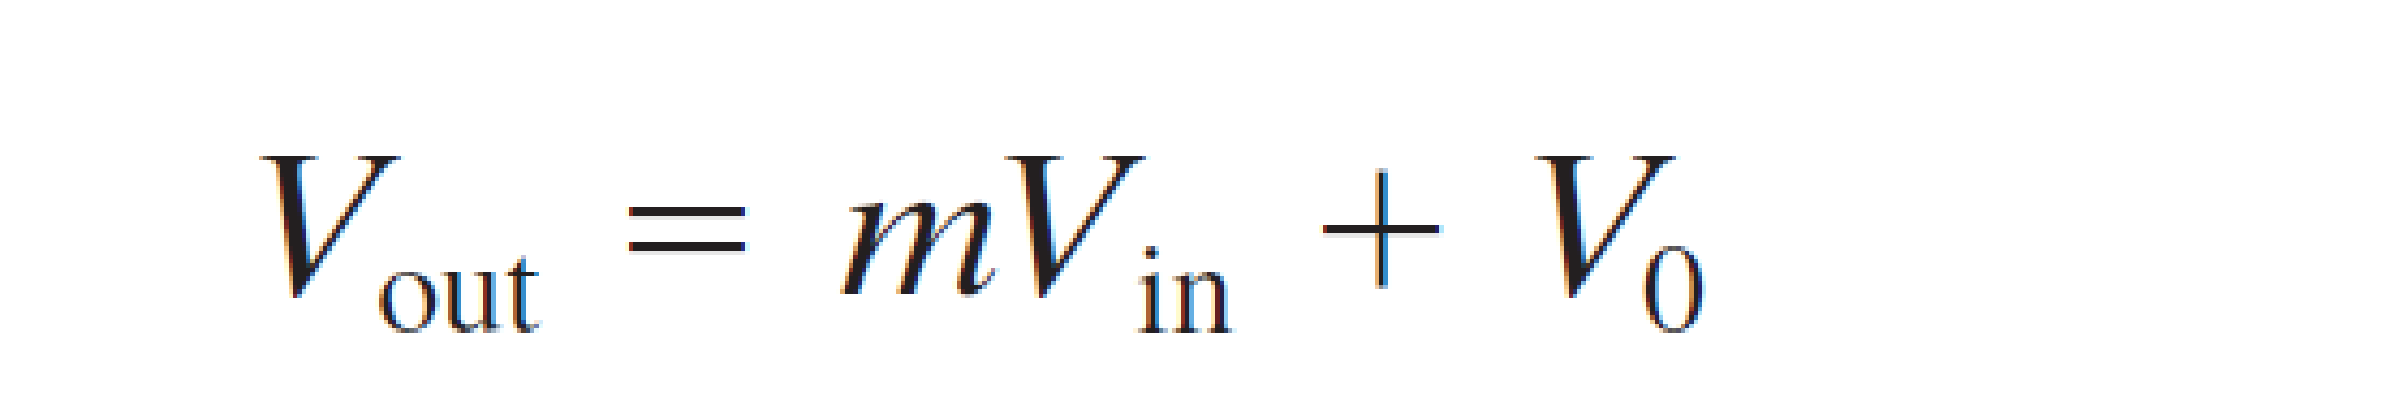 V_out = mV_in + V_0